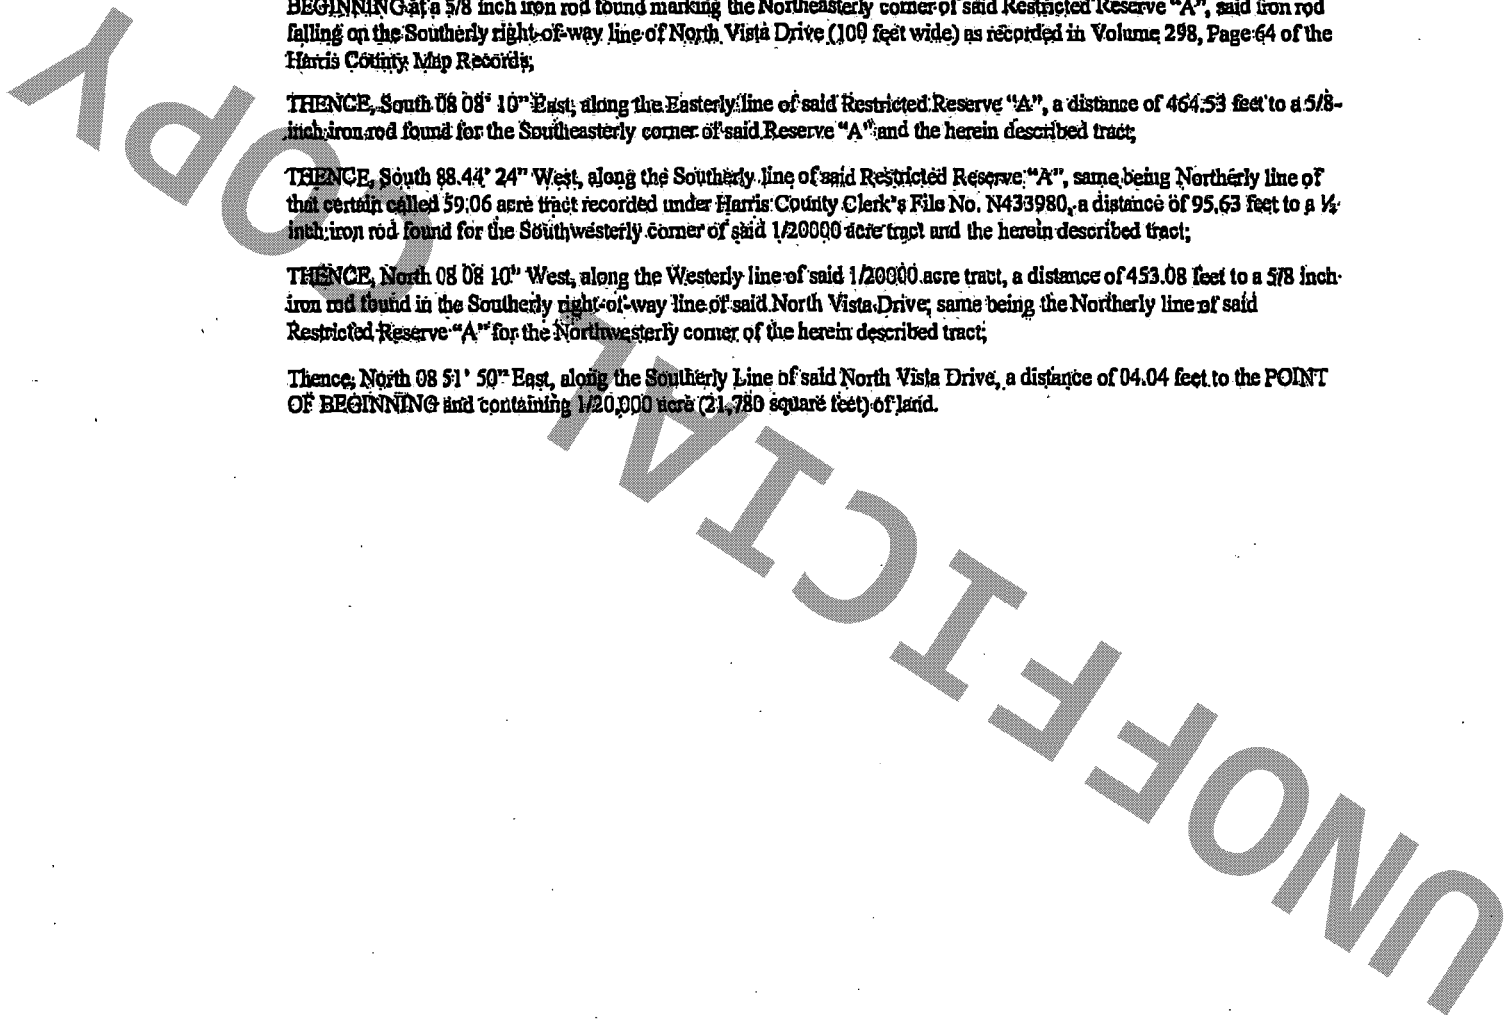 BEGINNING at a 5/8 inch iron rod found marking the Northeasterly corner of said Restricted Reserve "A", said iron rod
falling on the Southerly right-of-way line of North Vista Drive (100 feet wide) as recorded in Volume 298, Page 64 of the
Harris County Map Records;
THENCE, South 08 08' 10" East, along the Easterly line of said Restricted Reserve "A", a distance of 464.53 feet to a 5/8-
inch iron rod found for the Southeasterly corner of said Reserve "A" and the herein described tract;
THENCE, South 88.44' 24" West, along the Southerly line of said Restricted Reserve "A", same being Northerly line of
that certain called 59.06 acre tract recorded under Harris County Clerk's File No. N433980, a distance of 95.63 feet to a ½
inch iron rod found for the Southwesterly corner of said 1/20000 acre tract and the herein described tract;
THENCE, North 08 08 10" West, along the Westerly line of said 1/20000 acre tract, a distance of 453.08 feet to a 5/8 inch
iron rod found in the Southerly right-of-way line of said North Vista Drive, same being the Northerly line of said
Restricted Reserve "A" for the Northwesterly corner of the herein described tract;
Thence, North 08 51' 50" East, along the Southerly Line of said North Vista Drive, a distance of 04.04 feet to the POINT
OF BEGINNING and containing 1/20,000 acre (21,780 square feet) of land.
UNOFFICIAL COPY